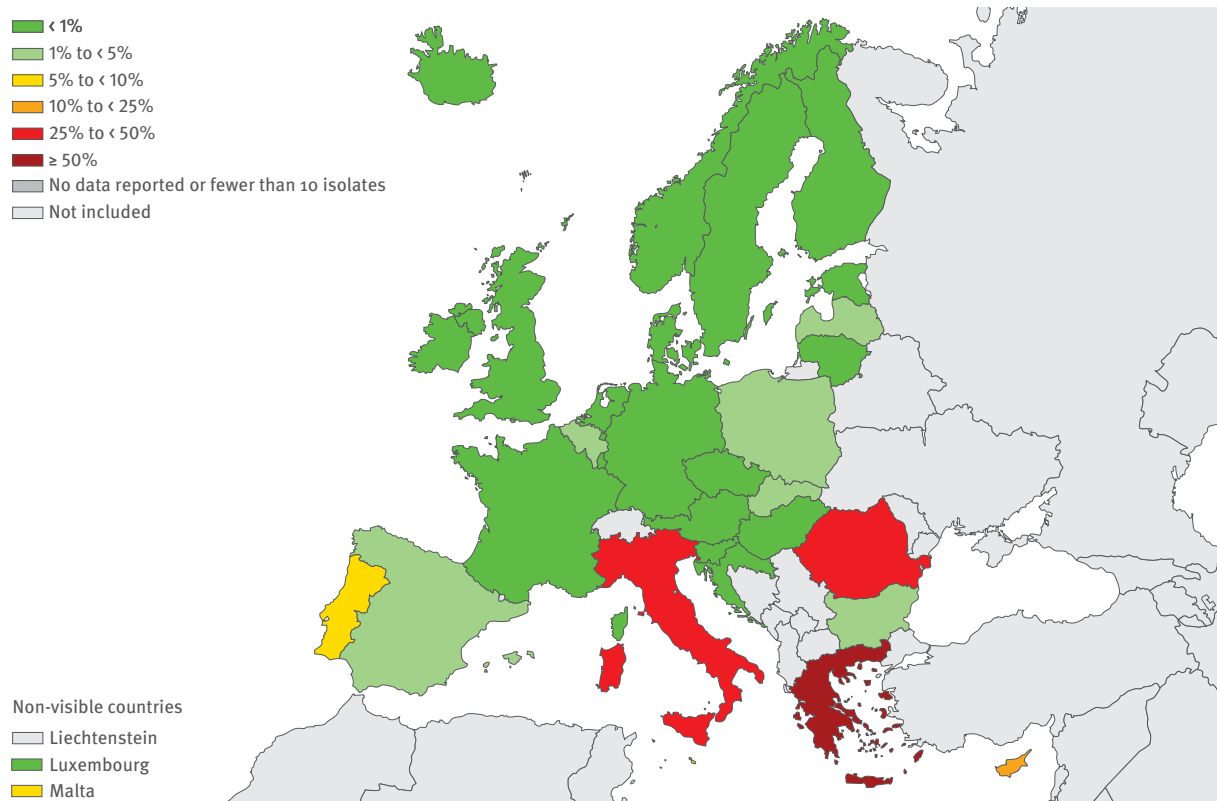 < 1%
1% to < 5%
5% to < 10%
10% to < 25%
25% to < 50%
≥ 50%
No data reported or fewer than 10 isolates
Not included
Non-visible countries
Liechtenstein
Luxembourg
Malta